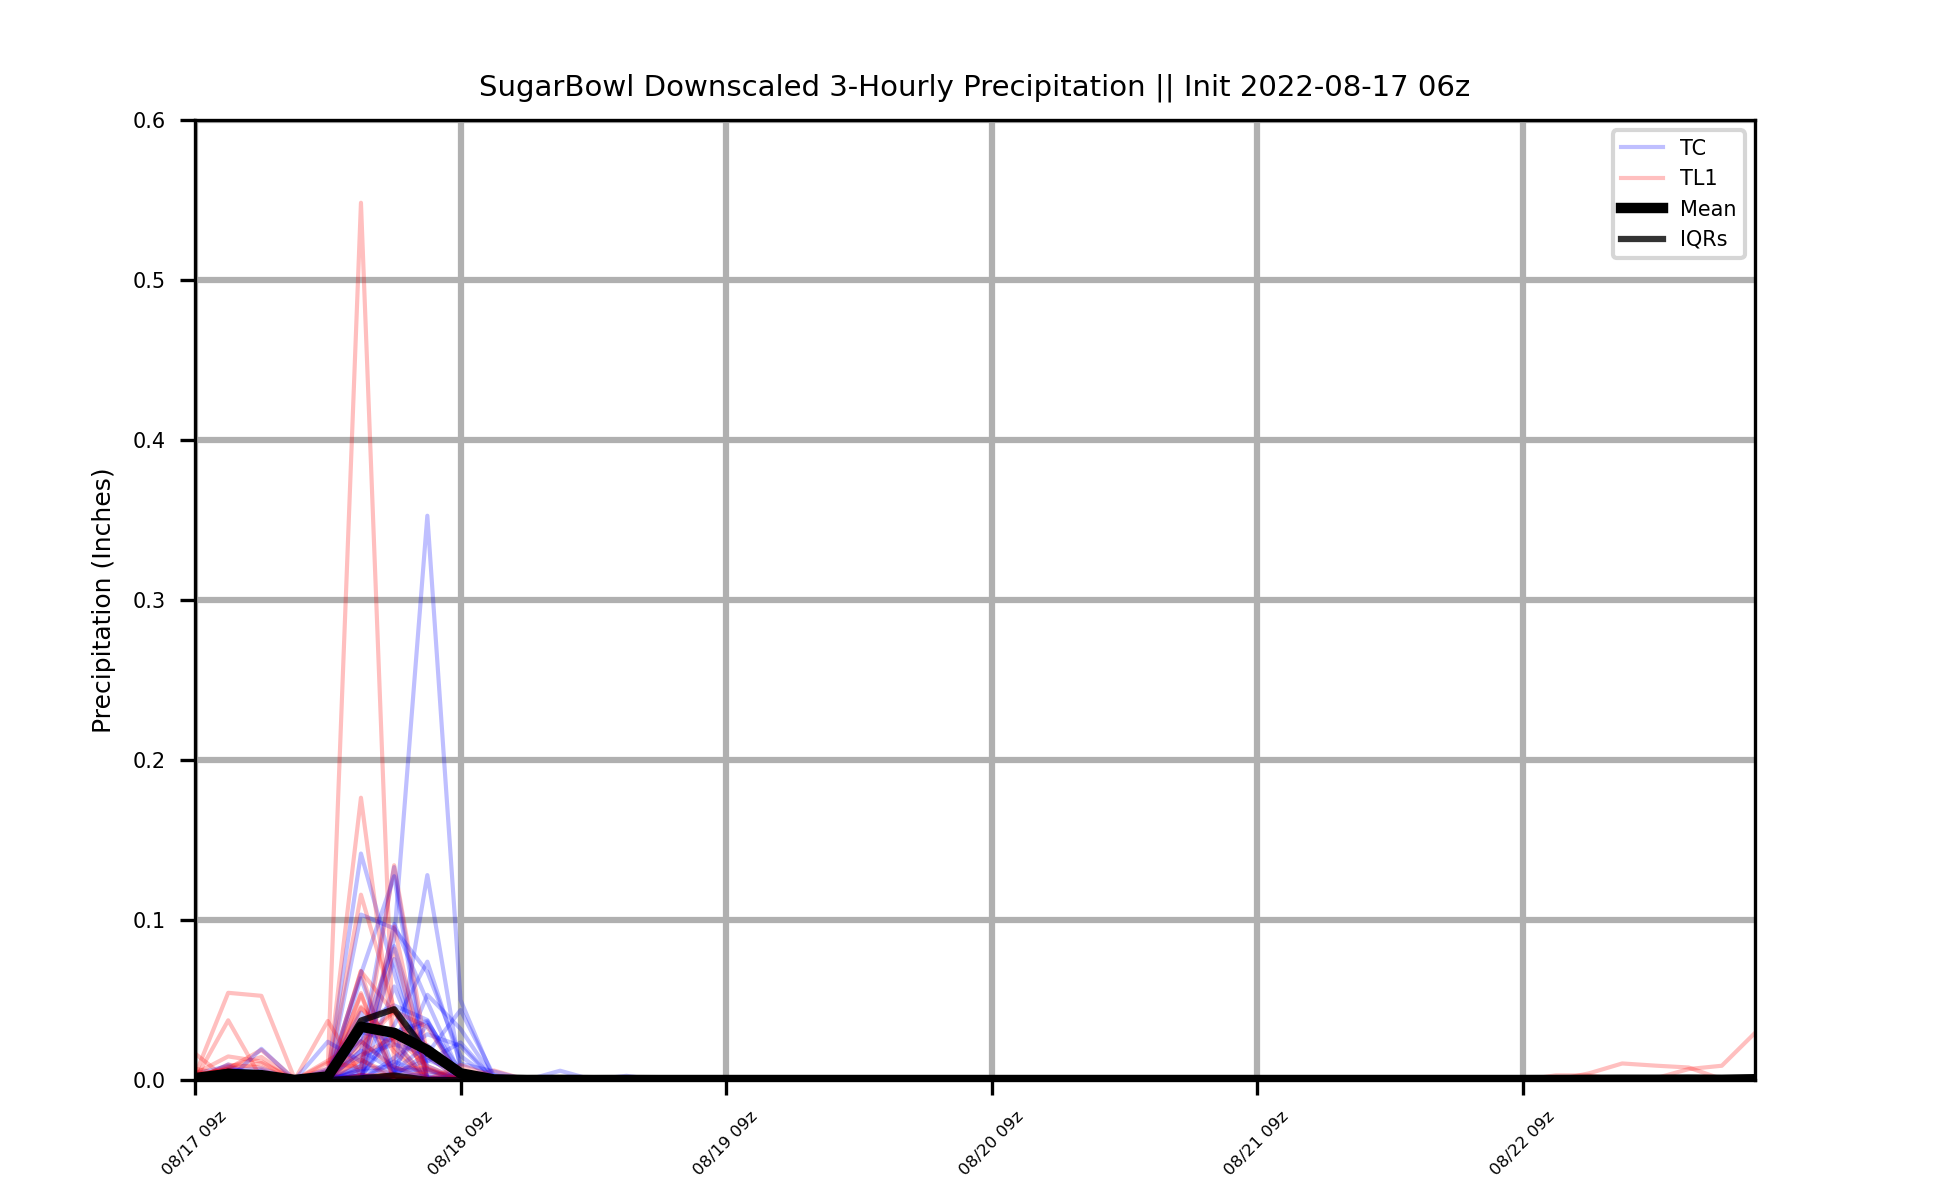 SugarBowl Downscaled 3-Hourly Precipitation || Init 2022-08-17 06z
Precipitation (Inches)
0.6
0.5
0.4
0.3
0.2
0.1
0.0
TC
TL1
Mean
IQRs
08/17 09z
08/18 09z
08/19 09z
08/20 09z
08/21 09z
08/22 09z